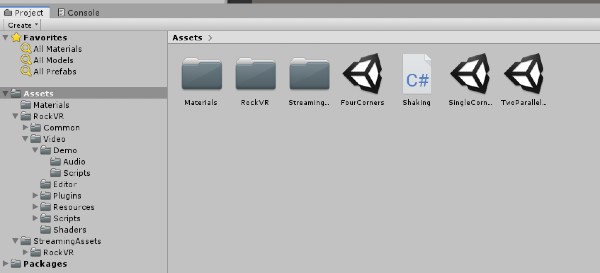 Project Console
Create
Favorites
All Materials
All Models
All Prefabs
Assets
Materials
RockVR
Common
Video
Demo
Audio
Scripts
Editor
Plugins
Resources
Scripts
Shaders
StreamingAssets
RockVR
Packages
Assets
C#
Materials RockVR Streaming... FourCorners Shaking SingleCorn... TwoParallel...